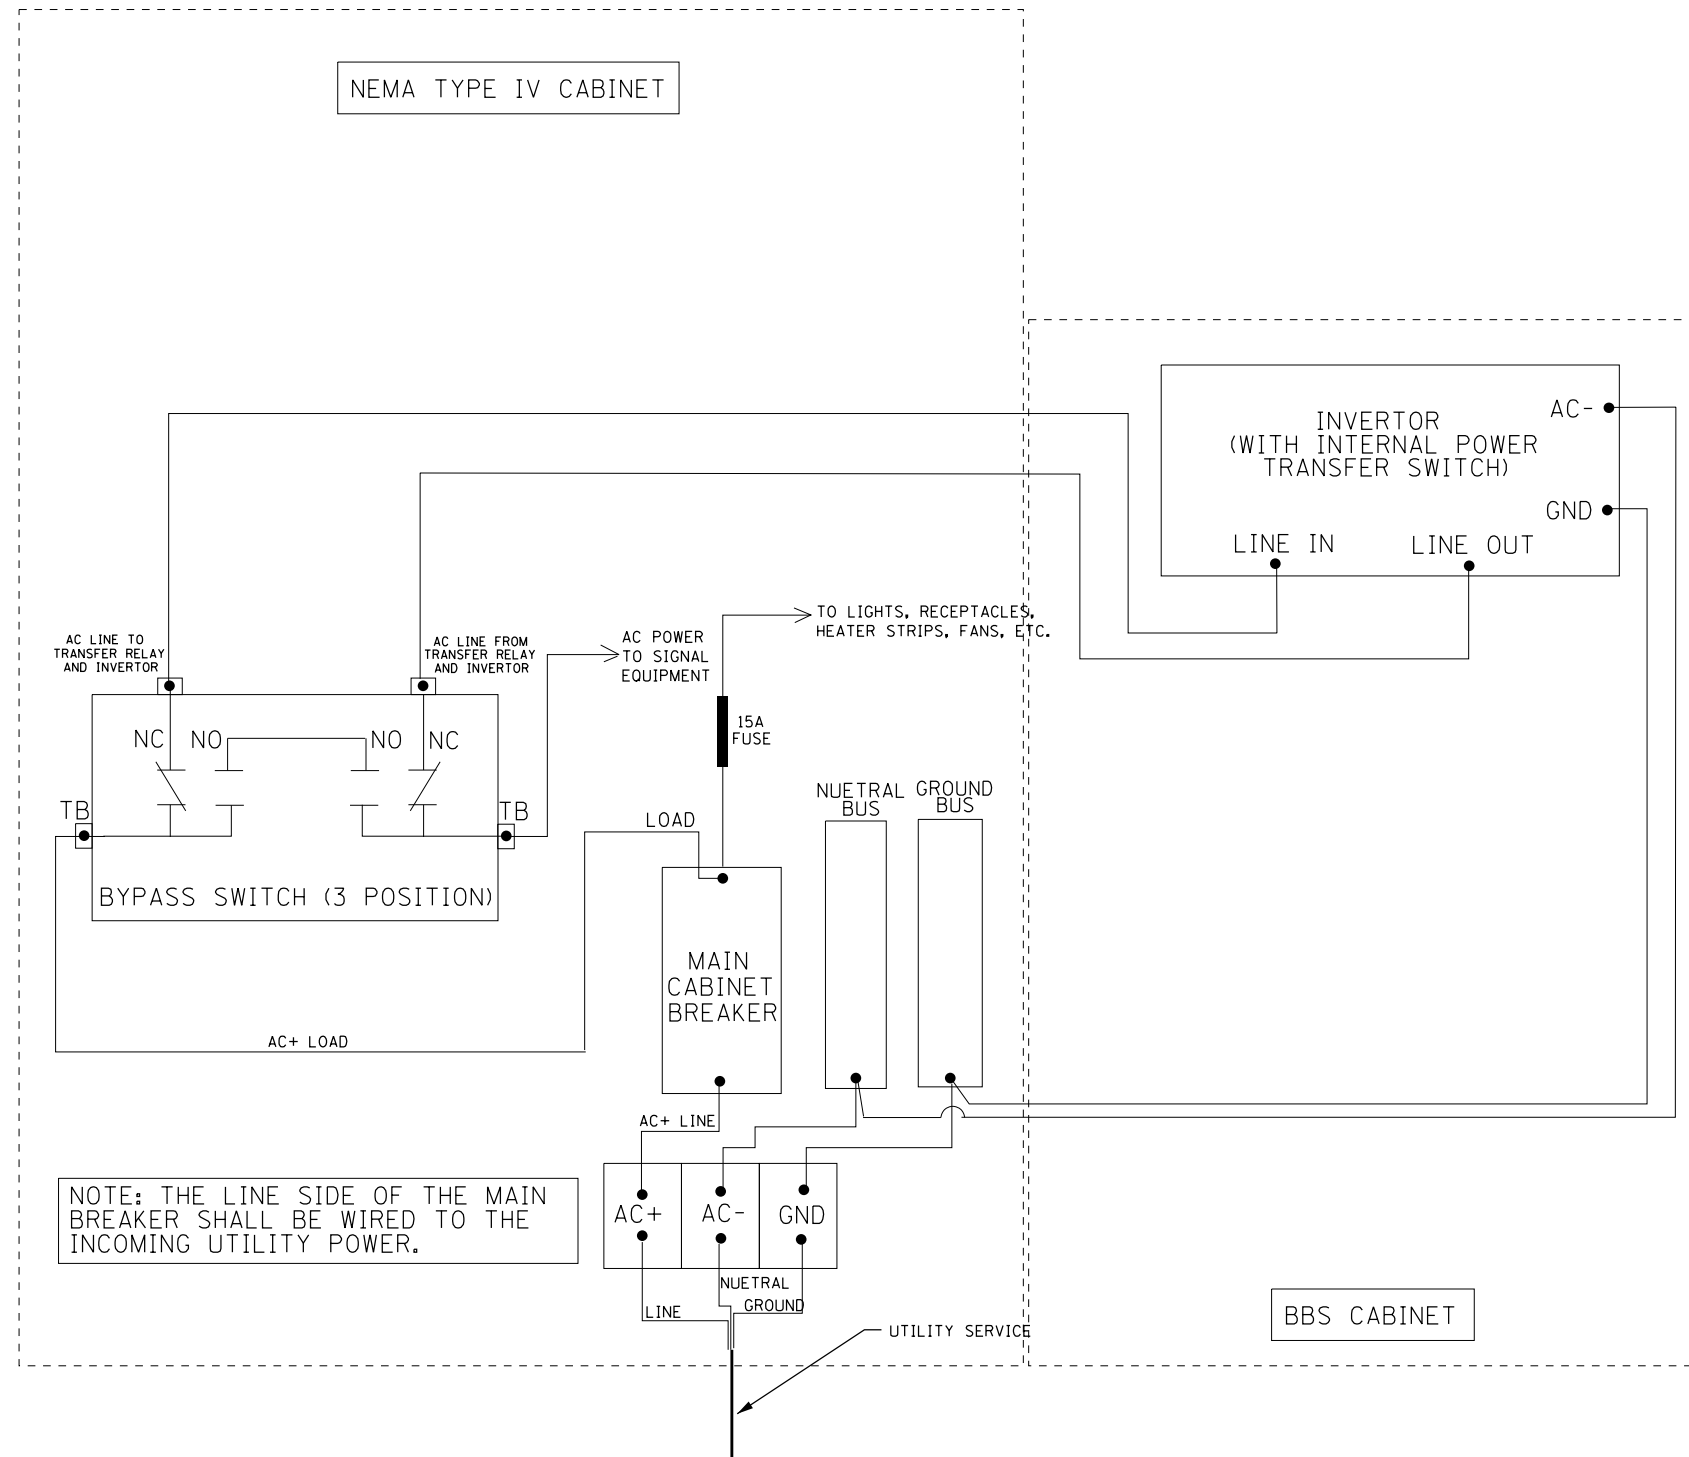 NEMA TYPE IV CABINET
INVERTOR
(WITH INTERNAL POWER
TRANSFER SWITCH)
AC-
GND
LINE IN
LINE OUT
AC LINE TO
TRANSFER RELAY
AND INVERTOR
AC LINE FROM
TRANSFER RELAY
AND INVERTOR
AC POWER
TO SIGNAL
EQUIPMENT
TO LIGHTS, RECEPTACLES,
HEATER STRIPS, FANS, ETC.
15A
FUSE
NC
NO
NO
NC
TB
TB
BYPASS SWITCH (3 POSITION)
LOAD
NUETRAL
BUS
GROUND
BUS
MAIN
CABINET
BREAKER
AC+ LOAD
AC+ LINE
NOTE: THE LINE SIDE OF THE MAIN
BREAKER SHALL BE WIRED TO THE
INCOMING UTILITY POWER.
AC+
AC-
GND
NUETRAL
LINE
GROUND
UTILITY SERVICE
BBS CABINET